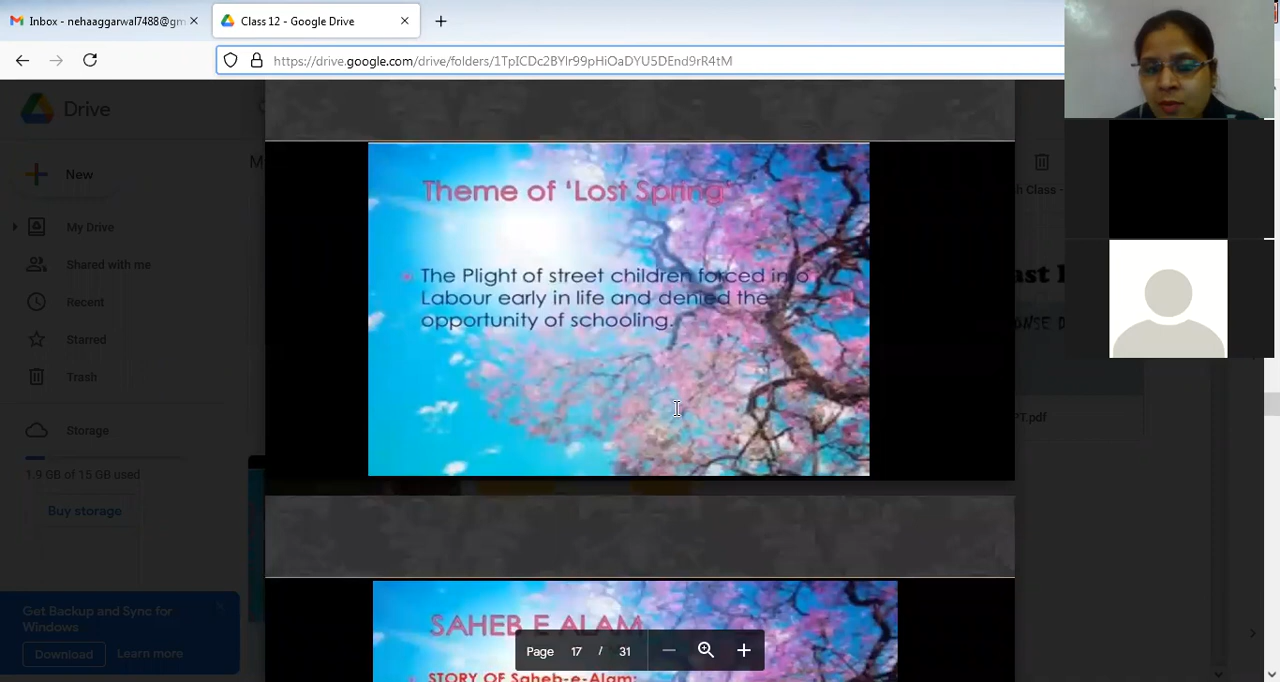 Inbox - nehaaggarwal7488@gm
Class 12 - Google Drive
https://drive.google.com/drive/folders/1TpICDc2BYlr99pHiOaDYU5DEnd9rR4tM
Drive
New
My Drive
Shared with me
Recent
Starred
Trash
Storage
1.9 GB of 15 GB used
Buy storage
Get Backup and Sync for
Windows
Download
Learn more
Theme of ‘Lost Spring’
The Plight of street children forced into
Labour early in life and denied the
opportunity of schooling.
SAHEB E ALAM
STORY OF Saheb-e-Alam:
Page 17 / 31
h Class -
PT.pdf